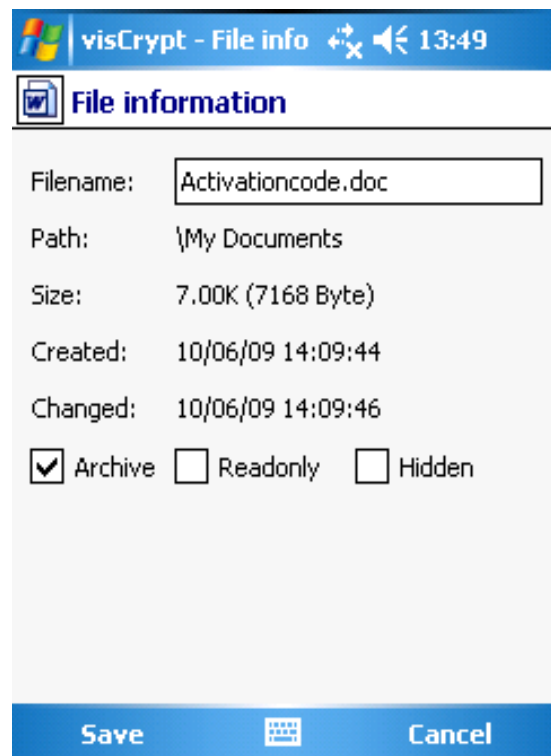 visCrypt - File info 13:49
File information
Filename: Activationcode.doc
Path: \My Documents
Size: 7.00K (7168 Byte)
Created: 10/06/09 14:09:44
Changed: 10/06/09 14:09:46
Archive Readonly Hidden
Save Cancel